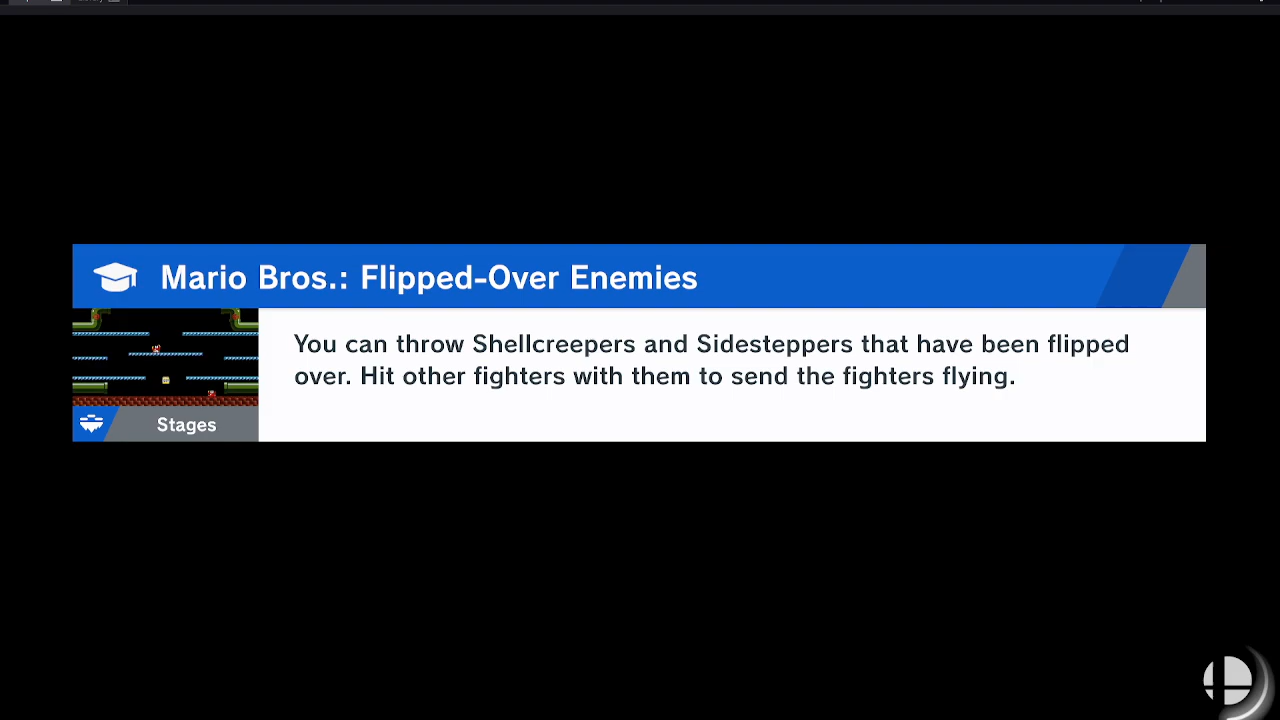 Mario Bros.: Flipped-Over Enemies
You can throw Shellcreepers and Sidesteppers that have been flipped
over. Hit other fighters with them to send the fighters flying.
Stages